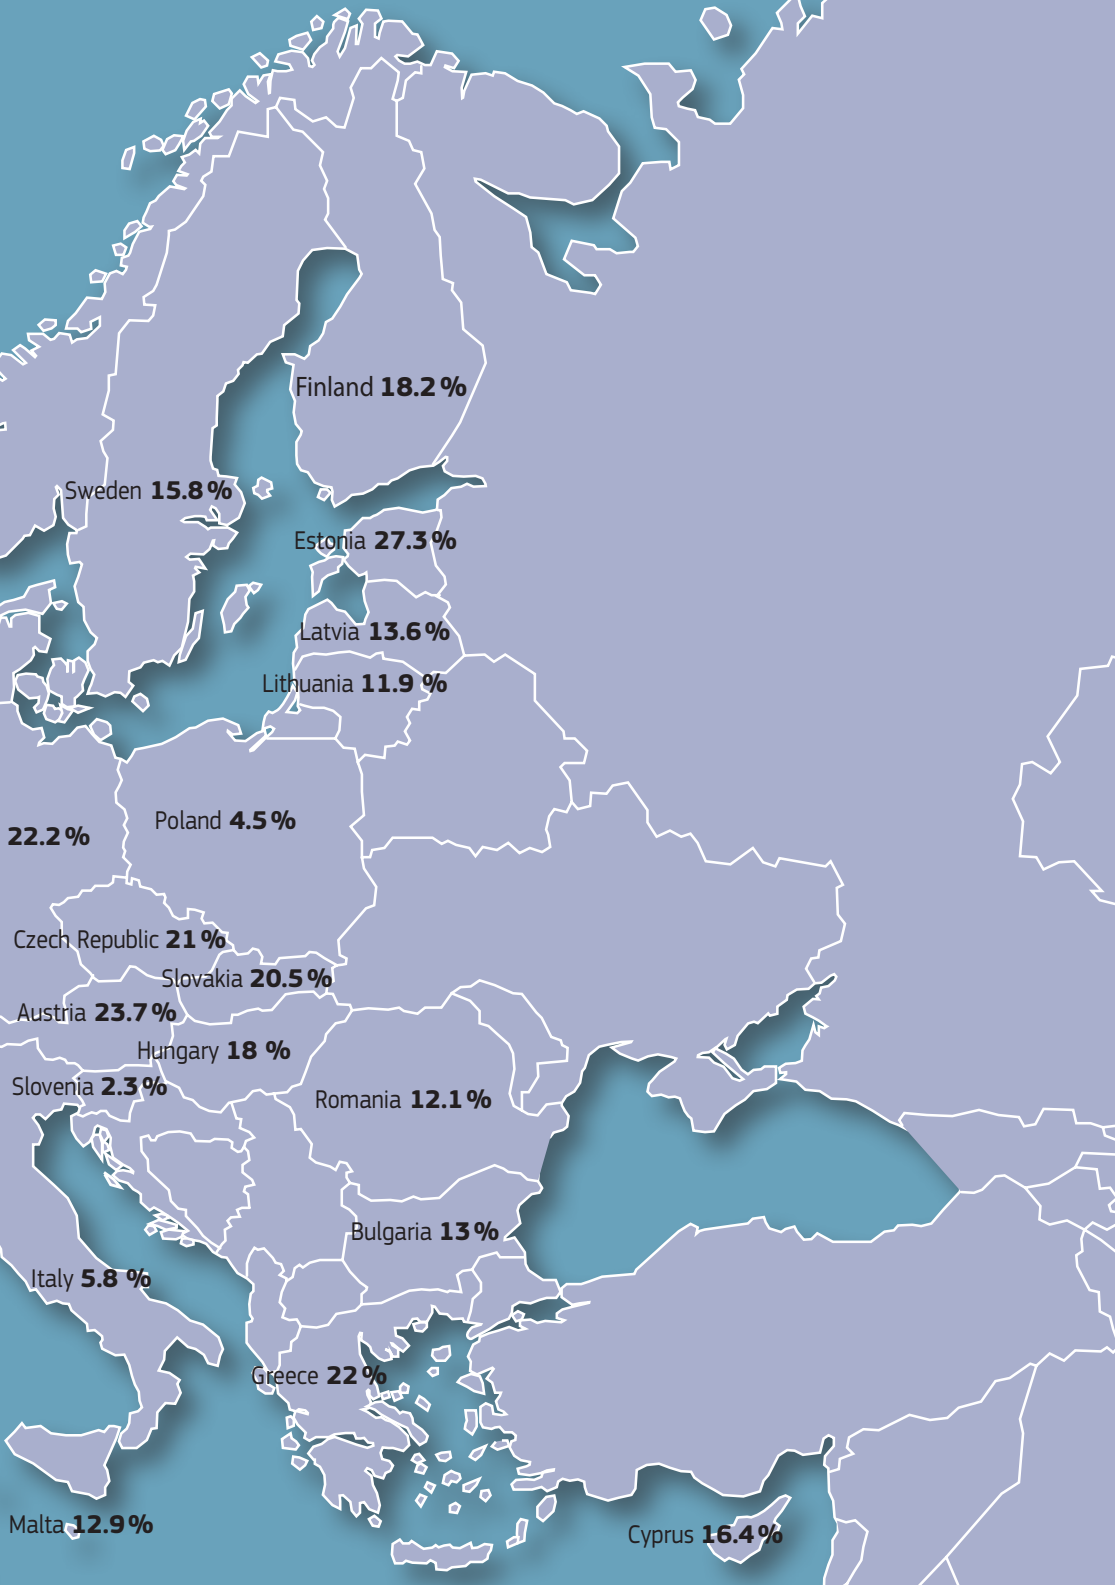 Finland 18.2 %
Sweden 15.8 %
Estonia 27.3 %
Latvia 13.6 %
Lithuania 11.9 %
Poland 4.5 %
22.2 %
Czech Republic 21 %
Slovakia 20.5 %
Austria 23.7 %
Hungary 18 %
Slovenia 2.3 %
Romania 12.1 %
Bulgaria 13 %
Italy 5.8 %
Greece 22 %
Malta 12.9 %
Cyprus 16.4 %